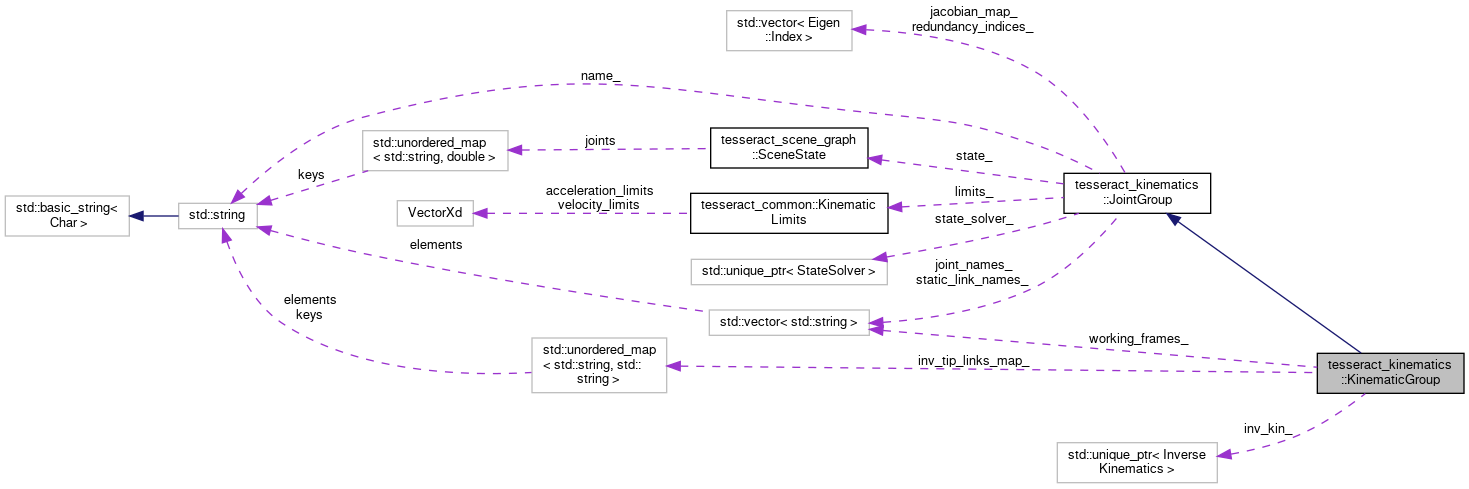 std::vector< Eigen
::Index >
jacobian_map_
redundancy_indices_
name_
std::unordered_map
< std::string, double >
joints
tesseract_scene_graph
::SceneState
state_
tesseract_kinematics
::JointGroup
keys
std::basic_string<
Char >
std::string
VectorXd
acceleration_limits
velocity_limits
tesseract_common::Kinematic
Limits
limits_
state_solver_
elements
std::unique_ptr< StateSolver >
joint_names_
static_link_names_
elements
keys
std::vector< std::string >
working_frames_
std::unordered_map
< std::string, std::
string >
inv_tip_links_map_
tesseract_kinematics
::KinematicGroup
inv_kin_
std::unique_ptr< Inverse
Kinematics >